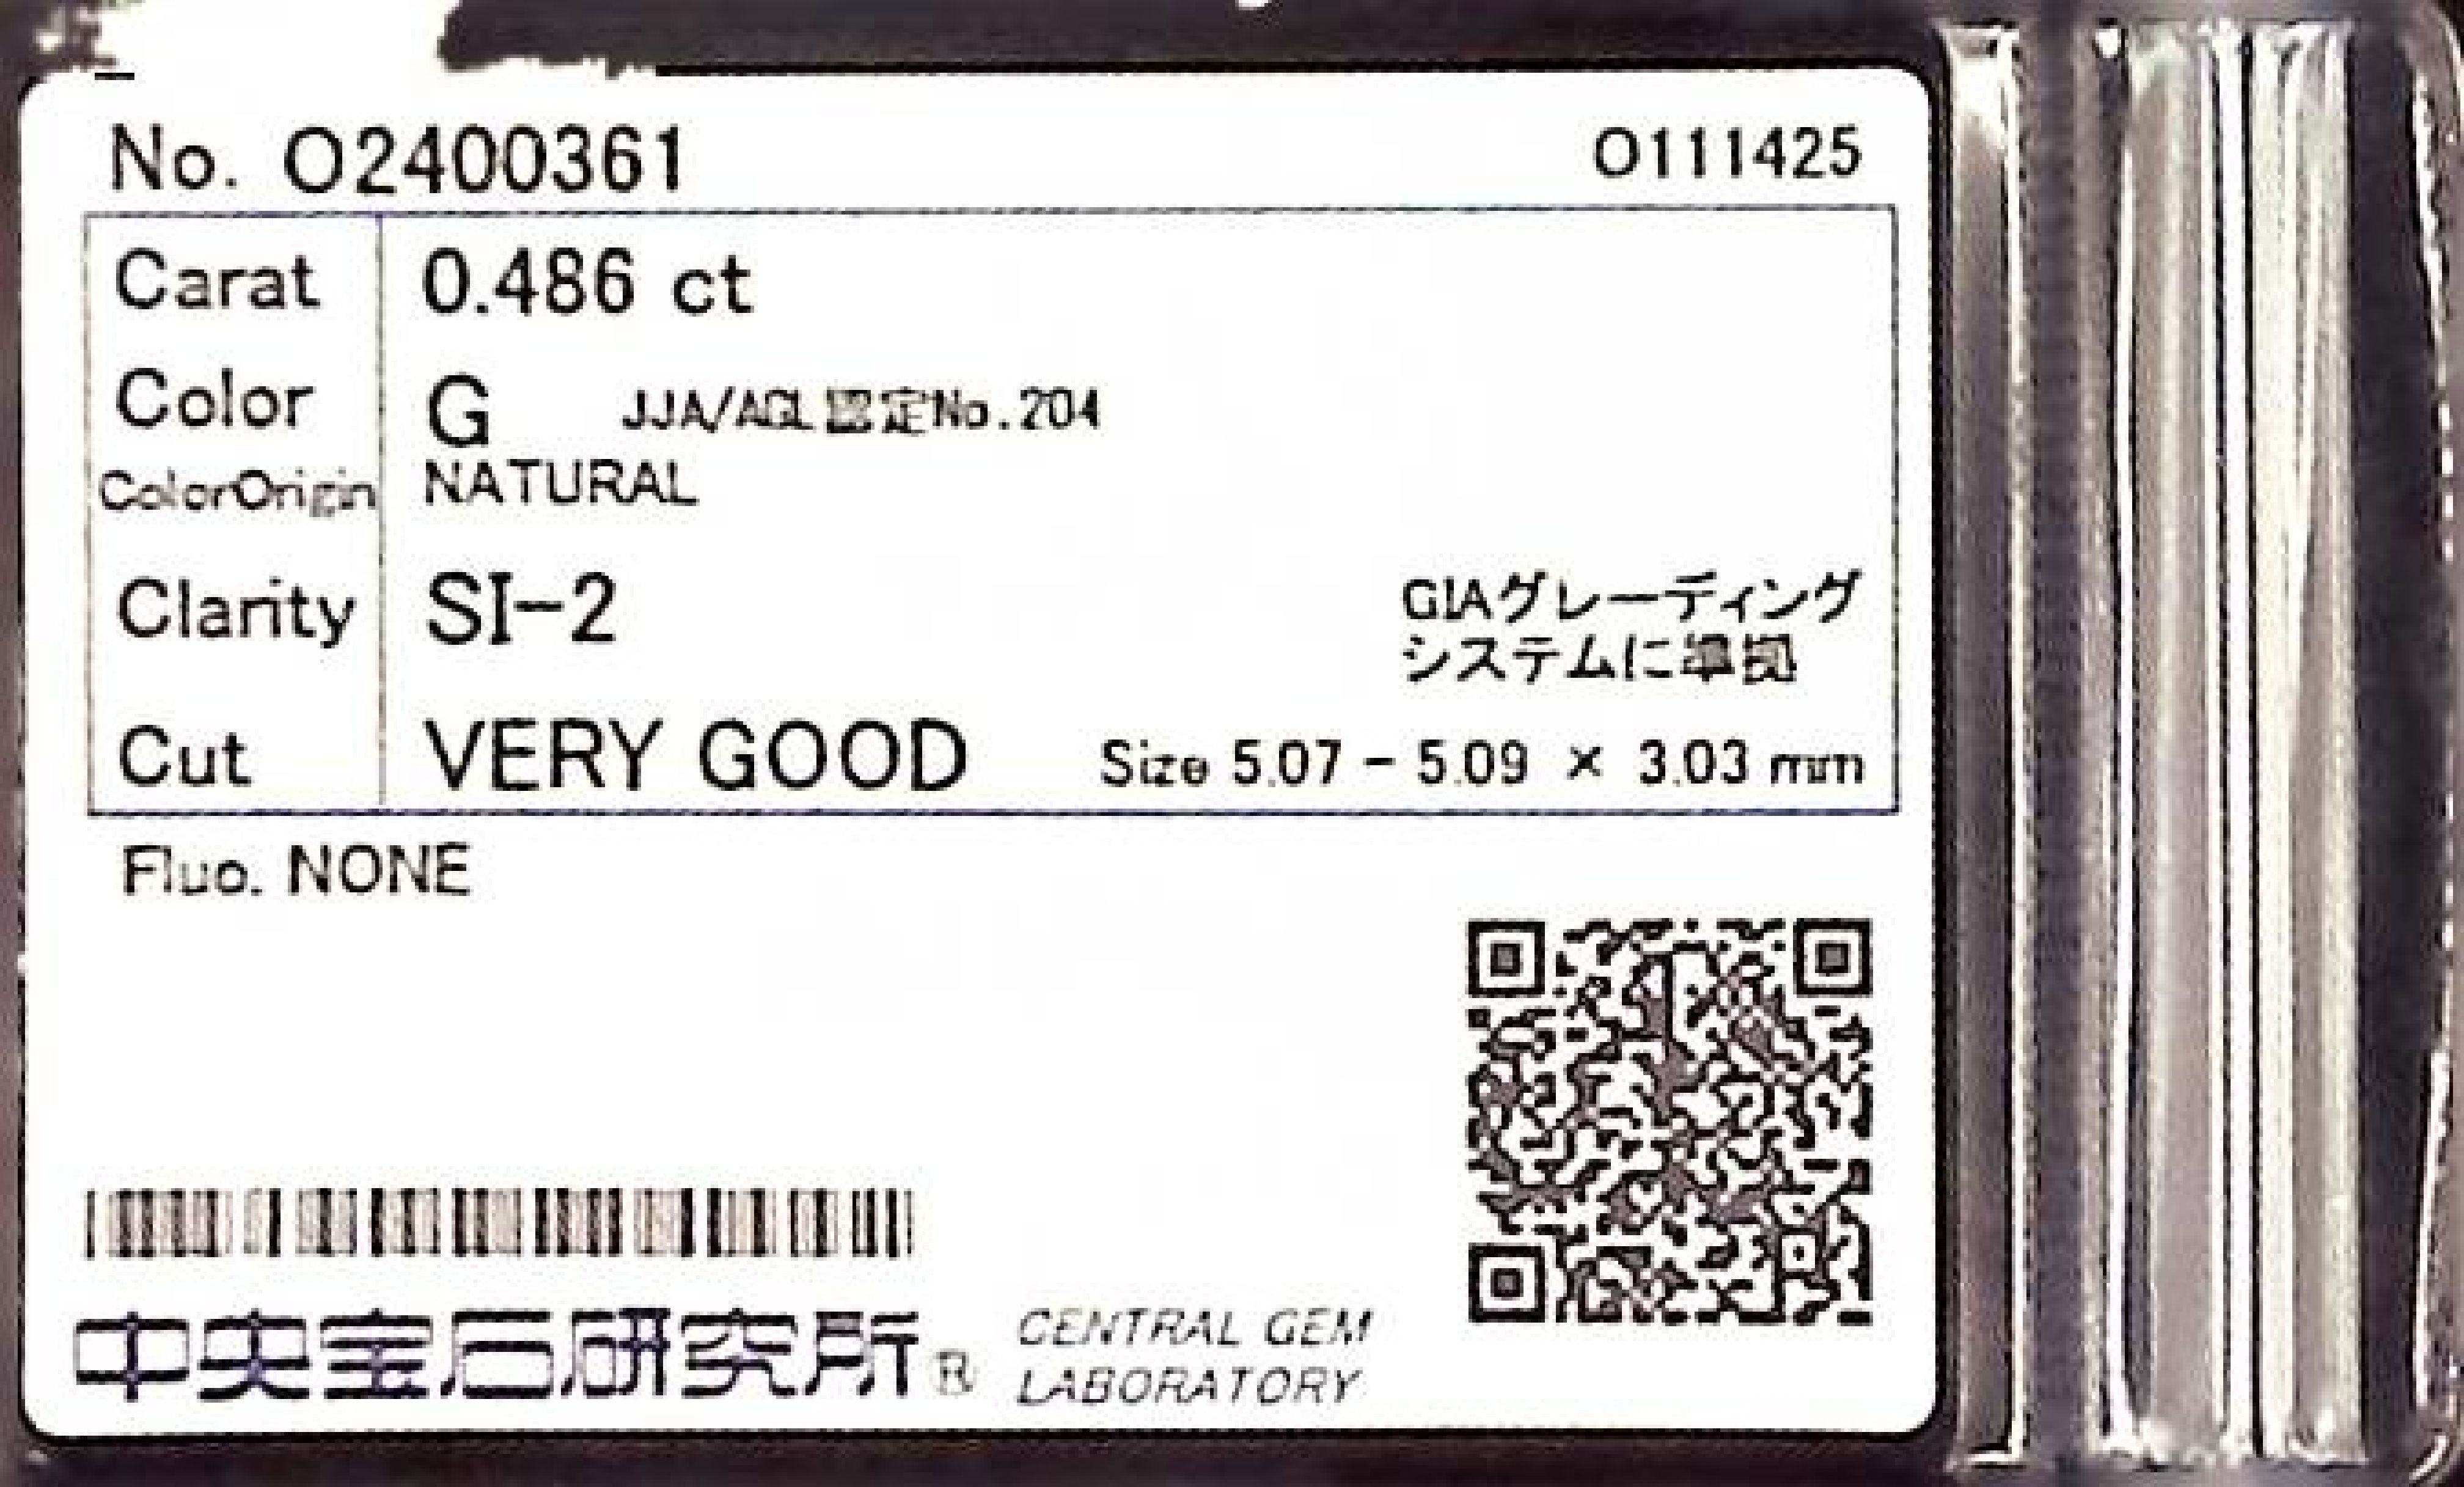 No. O2400361 O111425
Carat 0.486 ct
Color G JJA/AGL認定No.204
ColorOrigin NATURAL
Clarity SI-2
GIAグレーディング
システムに準拠
Cut VERY GOOD Size 5.07 - 5.09 × 3.03 mm
Fluo. NONE
中央宝石研究所® CENTRAL GEM
LABORATORY